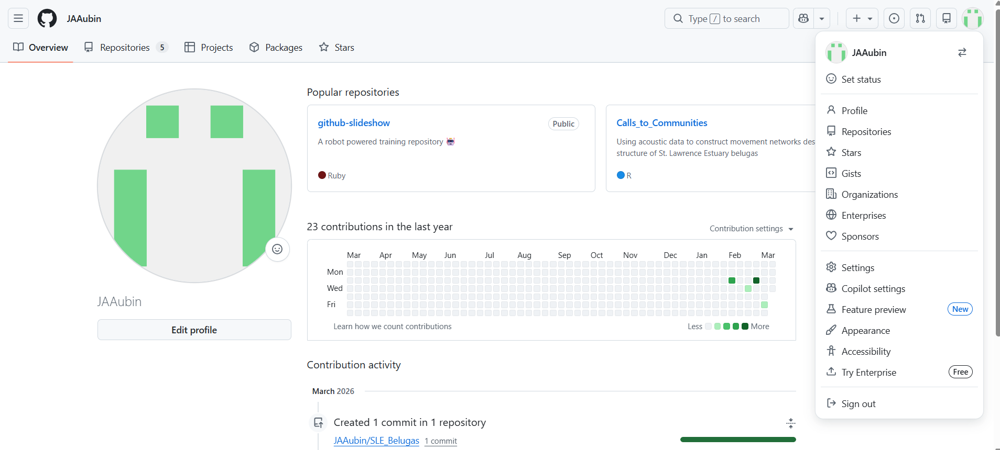 JAAubin
Type / to search
Overview
Repositories 5
Projects
Packages
Stars
JAAubin
Set status
Profile
Repositories
Stars
Gists
Organizations
Enterprises
Sponsors
Settings
Copilot settings
Feature preview New
Appearance
Accessibility
Try Enterprise Free
Sign out
JAAubin
Edit profile
Popular repositories
github-slideshow Public
A robot powered training repository
Ruby
Calls_to_Communities
Using acoustic data to construct movement networks des
structure of St. Lawrence Estuary belugas
R
23 contributions in the last year
Contribution settings
Mar Apr May Jun Jul Aug Sep Oct Nov Dec Jan Feb Mar
Mon
Wed
Fri
Learn how we count contributions
Less More
Contribution activity
March 2026
Created 1 commit in 1 repository
JAAubin/SLE_Belugas 1 commit